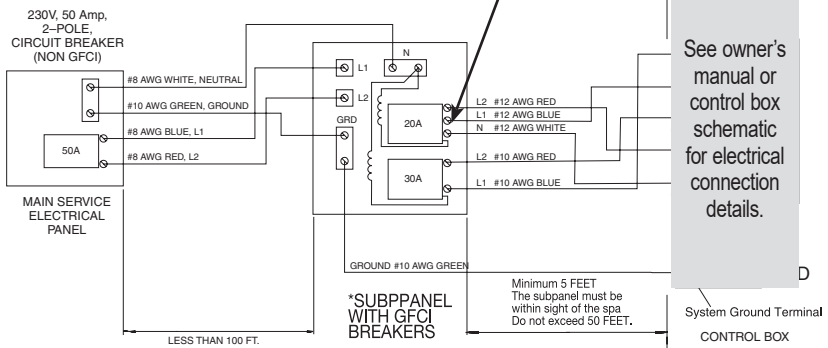 230V, 50 Amp,
2–POLE,
CIRCUIT BREAKER
(NON GFCI)
#8 AWG WHITE, NEUTRAL
#10 AWG GREEN, GROUND
#8 AWG BLUE, L1
50A
#8 AWG RED, L2
MAIN SERVICE
ELECTRICAL
PANEL
LESS THAN 100 FT.
N
L1
L2
GRD
20A
30A
L2 #12 AWG RED
L1 #12 AWG BLUE
N #12 AWG WHITE
L2 #10 AWG RED
L1 #10 AWG BLUE
GROUND #10 AWG GREEN
*SUBPPANEL
WITH GFCI
BREAKERS
Minimum 5 FEET
The subpanel must be
within sight of the spa
Do not exceed 50 FEET.
See owner's
manual or
control box
schematic
for electrical
connection
details.
D
System Ground Terminal
CONTROL BOX